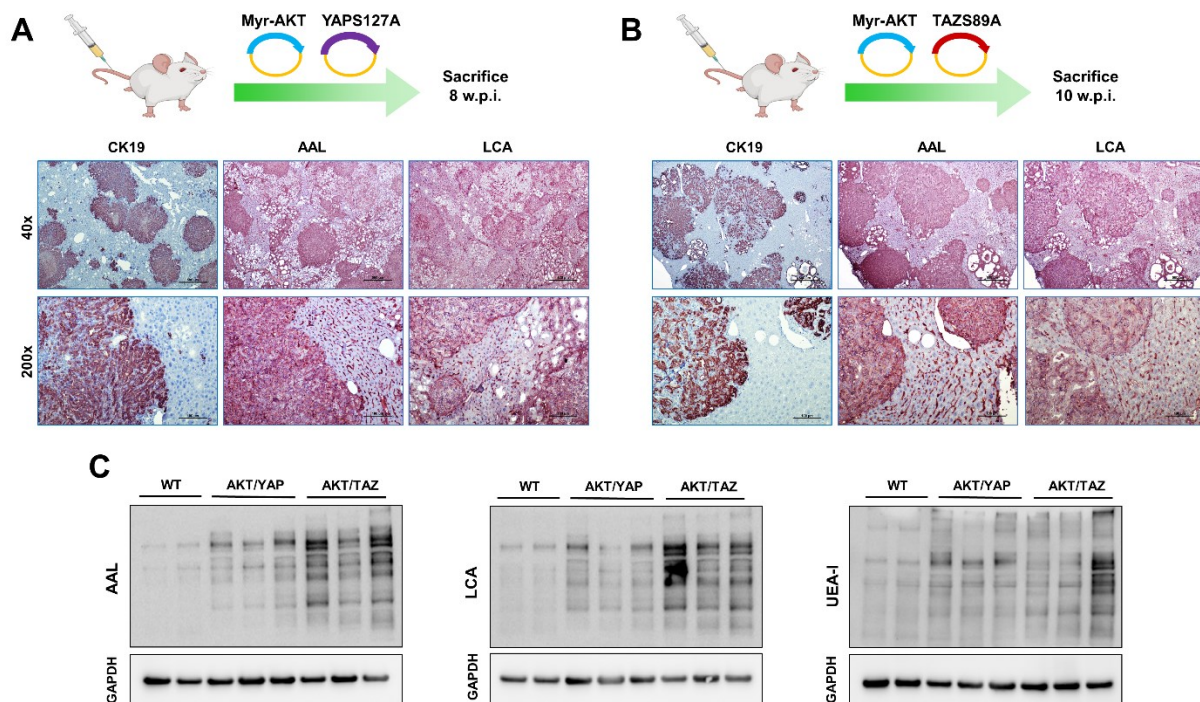 A
Myr-AKT YAPS127A
Sacrifice
8 w.p.i.
CK19 AAL LCA
40x
200x
B
Myr-AKT TAZS89A
Sacrifice
10 w.p.i.
CK19 AAL LCA
C
WT AKT/YAP AKT/TAZ
AAL
GAPDH
WT AKT/YAP AKT/TAZ
LCA
GAPDH
WT AKT/YAP AKT/TAZ
UEA-I
GAPDH